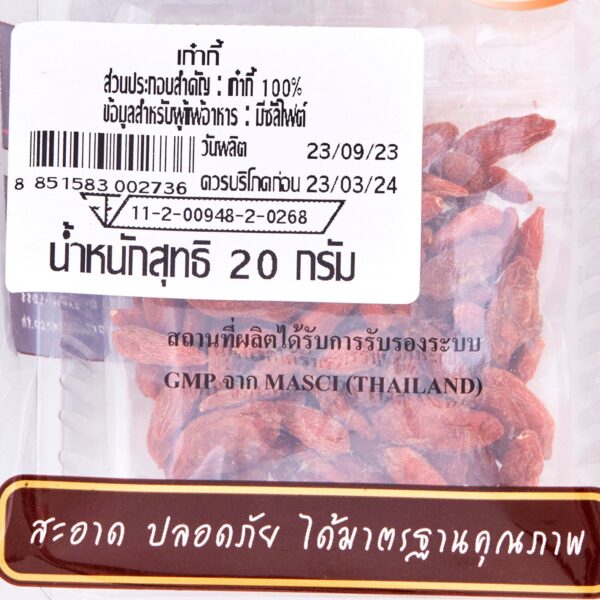 เก๋ากี้
ส่วนประกอบสำคัญ : เก๋ากี้ 100%
ข้อมูลสำหรับผู้แพ้อาหาร : มีซัลไฟต์
วันผลิต 23/09/23
8 851583 002736 ควรบริโภคก่อน 23/03/24
11-2-00948-2-0268
น้ำหนักสุทธิ 20 กรัม
สถานที่ผลิตได้รับการรับรองระบบ
GMP จาก MASCI (THAILAND)
สะอาด ปลอดภัย ได้มาตรฐานคุณภาพ